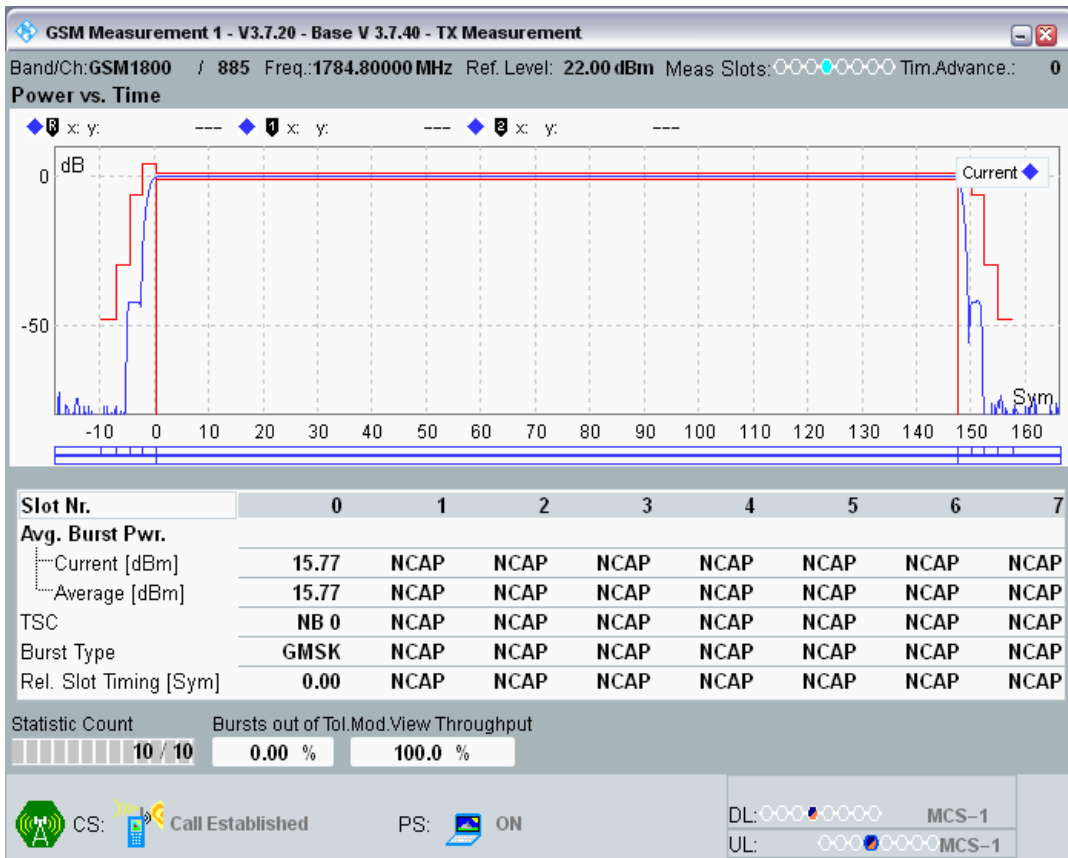 GSM Measurement 1 - V3.7.20 - Base V 3.7.40 - TX Measurement
Band/Ch:GSM1800 / 885 Freq.:1784.80000 MHz Ref. Level: 22.00 dBm Meas Slots: Tim.Advance.: 0
Power vs. Time
R x: y: --- 1 x: y: --- 2 x: y: ---
dB
Current
0
-50
Sym
-10 0 10 20 30 40 50 60 70 80 90 100 110 120 130 140 150 160
Slot Nr. 0 1 2 3 4 5 6 7
Avg. Burst Pwr.
Current [dBm] 15.77 NCAP NCAP NCAP NCAP NCAP NCAP NCAP
Average [dBm] 15.77 NCAP NCAP NCAP NCAP NCAP NCAP NCAP
TSC NB 0 NCAP NCAP NCAP NCAP NCAP NCAP NCAP
Burst Type GMSK NCAP NCAP NCAP NCAP NCAP NCAP NCAP
Rel. Slot Timing [Sym] 0.00 NCAP NCAP NCAP NCAP NCAP NCAP NCAP
Statistic Count Bursts out of Tol. Mod.View Throughput
10 / 10 0.00 % 100.0 %
CS: Call Established PS: ON
DL: MCS-1
UL: MCS-1